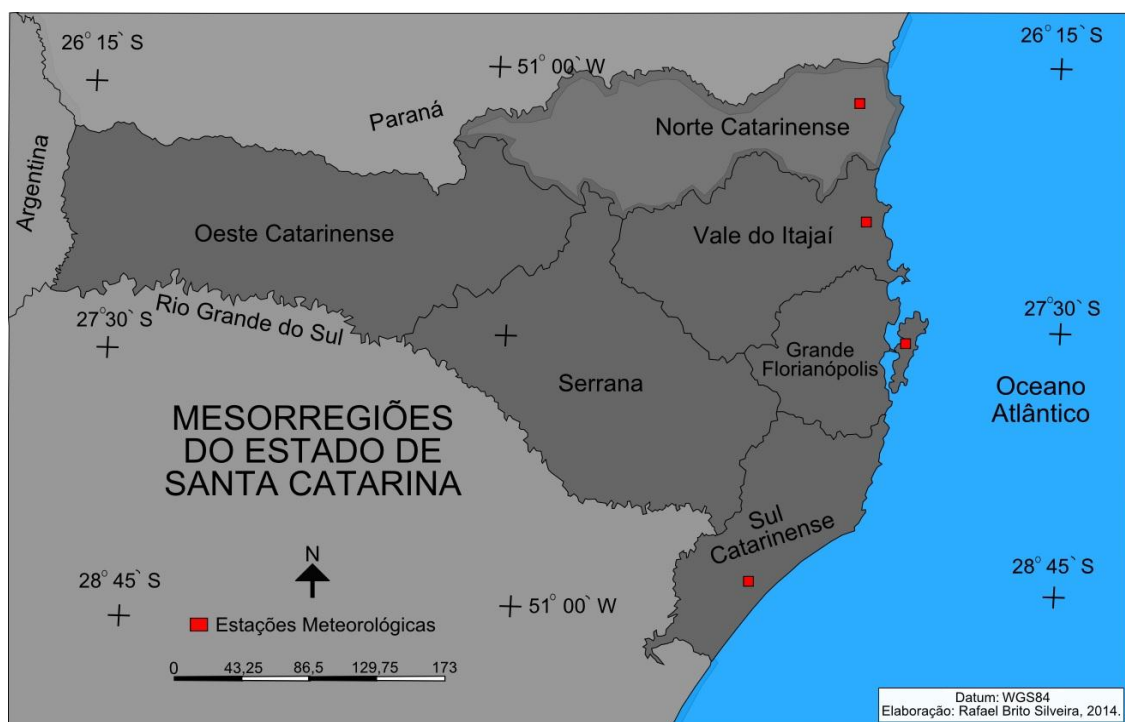 26° 15` S
51° 00` W
26° 15` S
Paraná
Norte Catarinense
Argentina
Oeste Catarinense
Vale do Itajaí
Rio Grande do Sul
27°30` S
27°30` S
Grande
Florianópolis
Serrana
Oceano
Atlântico
MESORREGIÕES
DO ESTADO DE
SANTA CATARINA
Sul
Catarinense
N
28° 45` S
51° 00` W
28° 45` S
Estações Meteorológicas
0 43,25 86,5 129,75 173
Datum: WGS84
Elaboração: Rafael Brito Silveira, 2014.